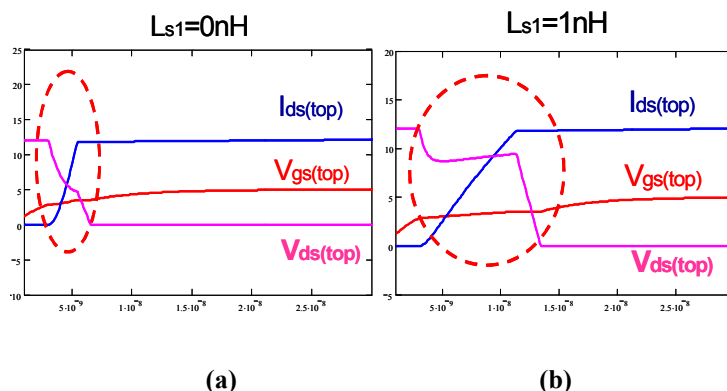 Ls1=0nH
Ls1=1nH
25
20
15
10
5
0
-5
-10
Ids(top)
Vgs(top)
Vds(top)
5·10⁻⁹
1·10⁻⁸
1.5·10⁻⁸
2·10⁻⁸
2.5·10⁻⁸
(a)
20
15
10
5
0
-5
Ids(top)
Vgs(top)
Vds(top)
5·10⁻⁹
1·10⁻⁸
1.5·10⁻⁸
2·10⁻⁸
2.5·10⁻⁸
(b)